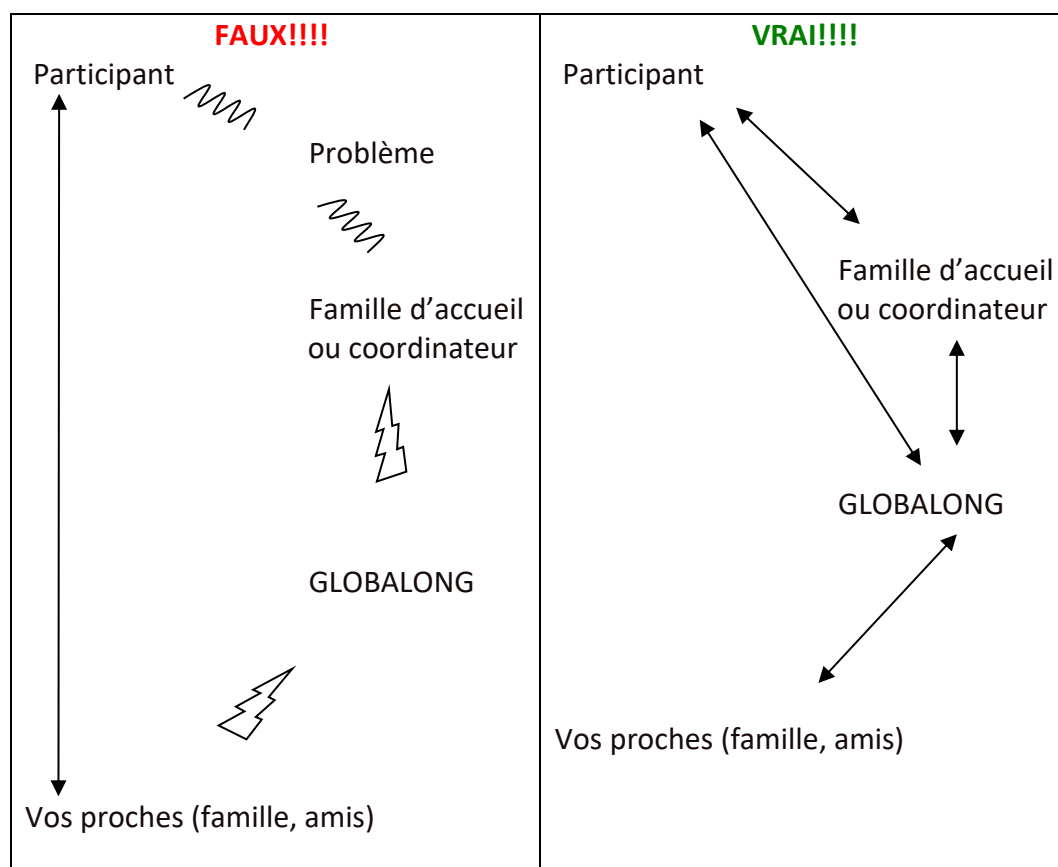 FAUX!!!!
Participant
Problème
Famille d’accueil
ou coordinateur
GLOBALONG
Vos proches (famille, amis)
VRAI!!!!
Participant
Famille d’accueil
ou coordinateur
GLOBALONG
Vos proches (famille, amis)